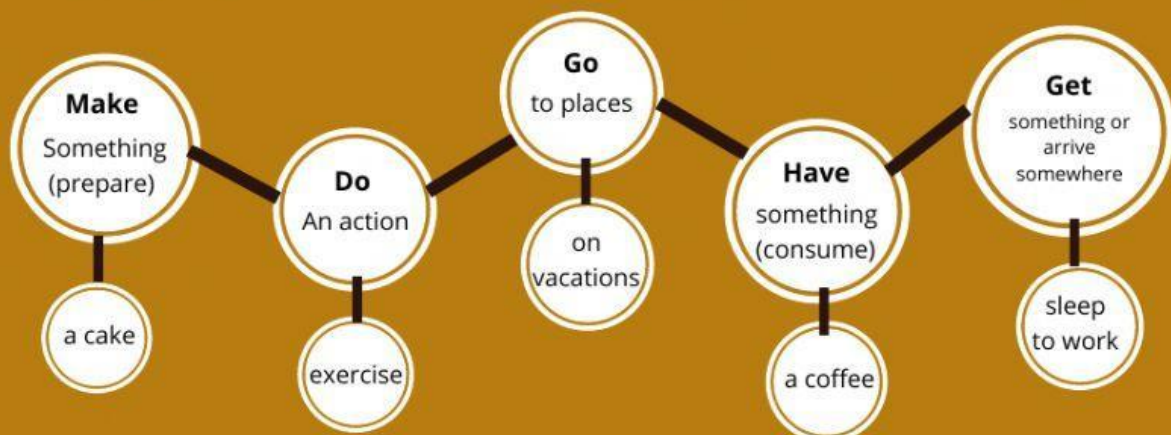 Make
Something
(prepare)
a cake
Do
An action
exercise
Go
to places
on
vacations
Have
something
(consume)
a coffee
Get
something or
arrive
somewhere
sleep
to work